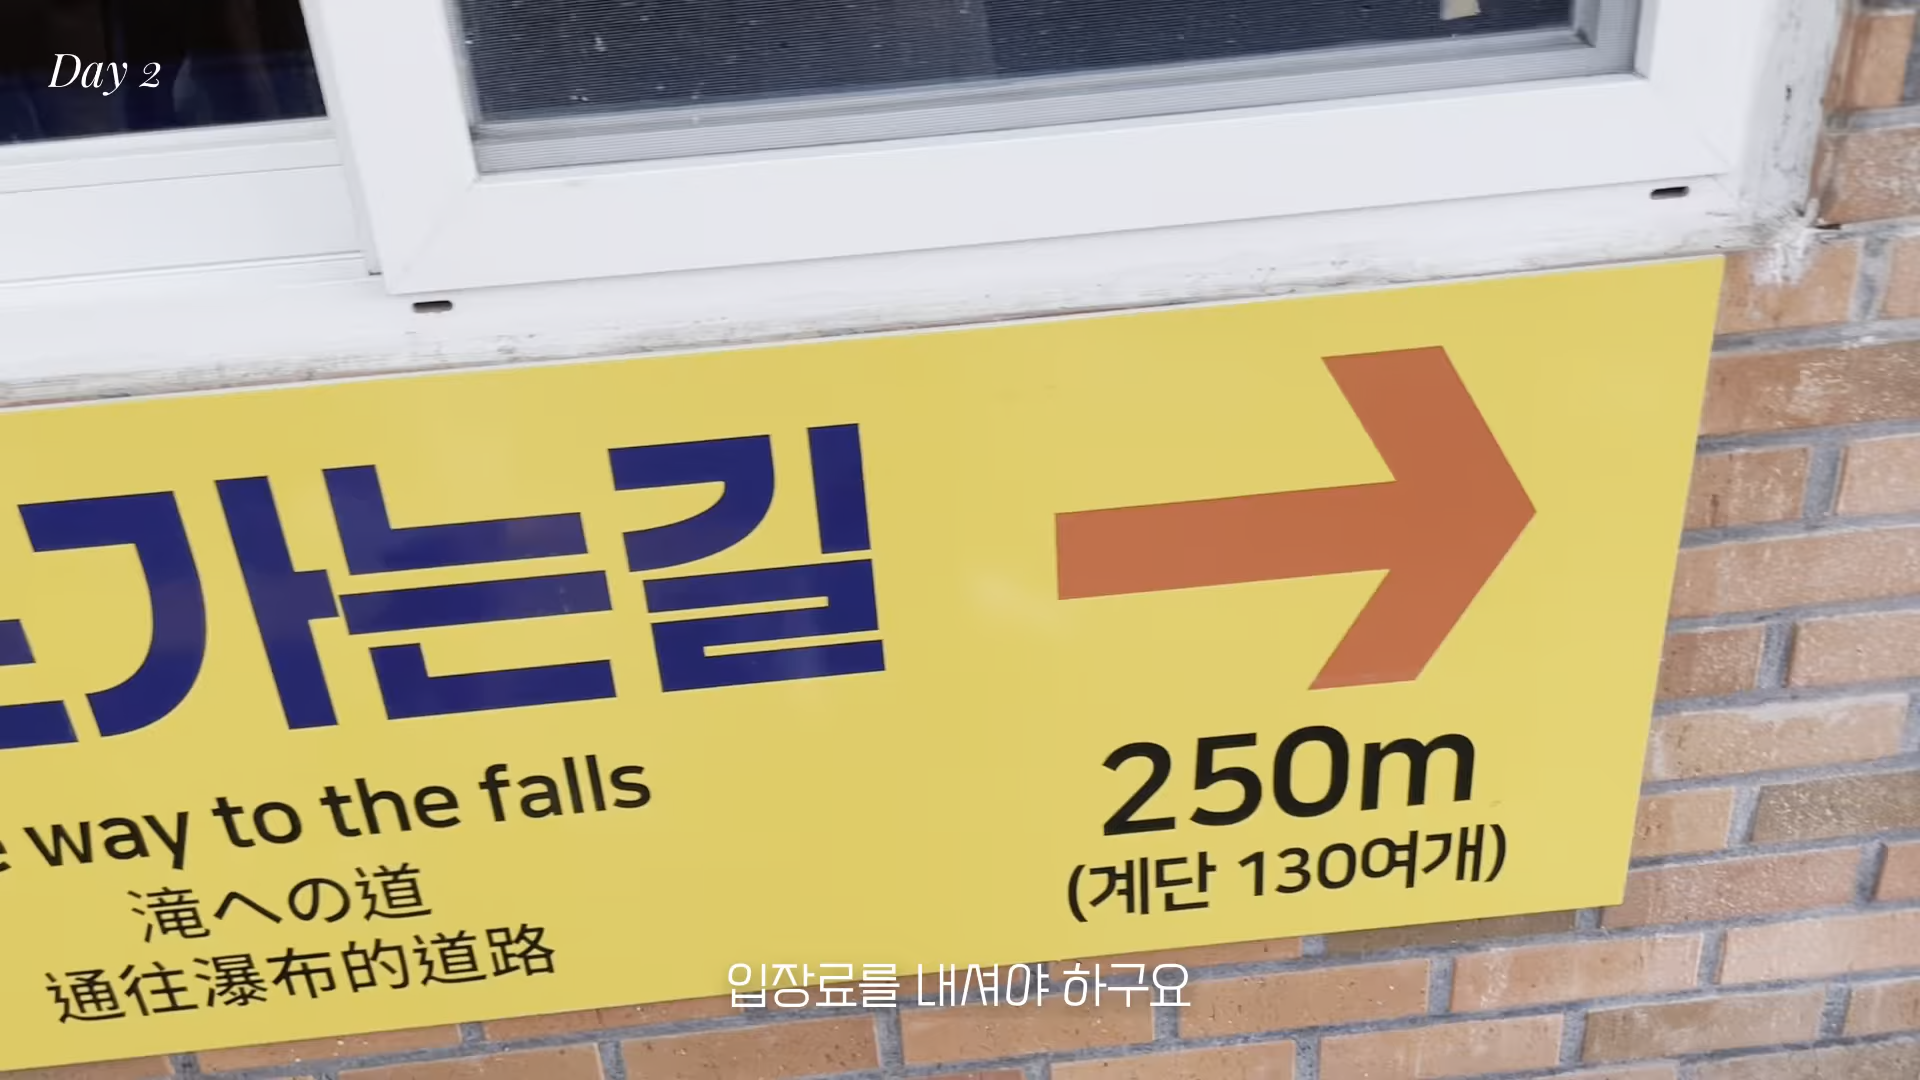 Day 2
가는길
way to the falls
滝への道
通往瀑布的道路
250m
(계단 130여개)
입장료를 내셔야 하구요